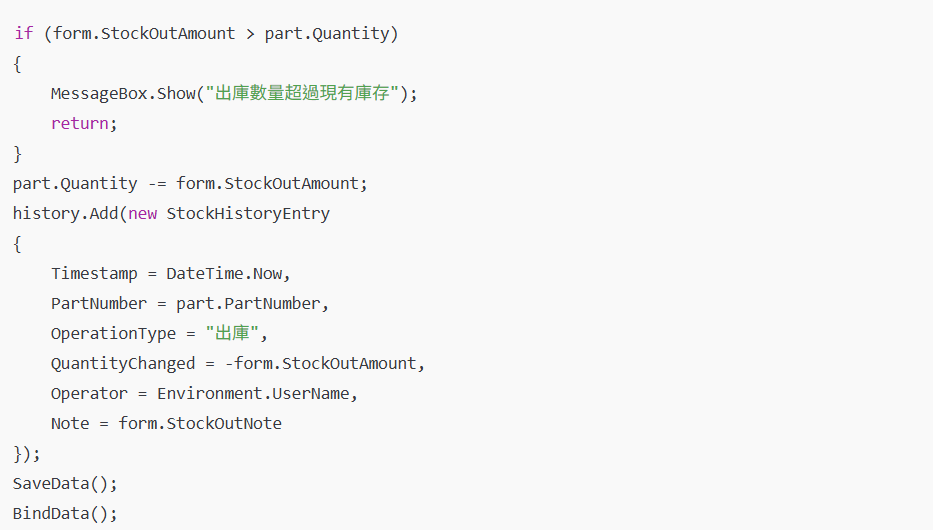 if (form.StockOutAmount > part.Quantity)
{
    MessageBox.Show("出庫數量超過現有庫存");
    return;
}
part.Quantity -= form.StockOutAmount;
history.Add(new StockHistoryEntry
{
    Timestamp = DateTime.Now,
    PartNumber = part.PartNumber,
    OperationType = "出庫",
    QuantityChanged = -form.StockOutAmount,
    Operator = Environment.UserName,
    Note = form.StockOutNote
});
SaveData();
BindData();